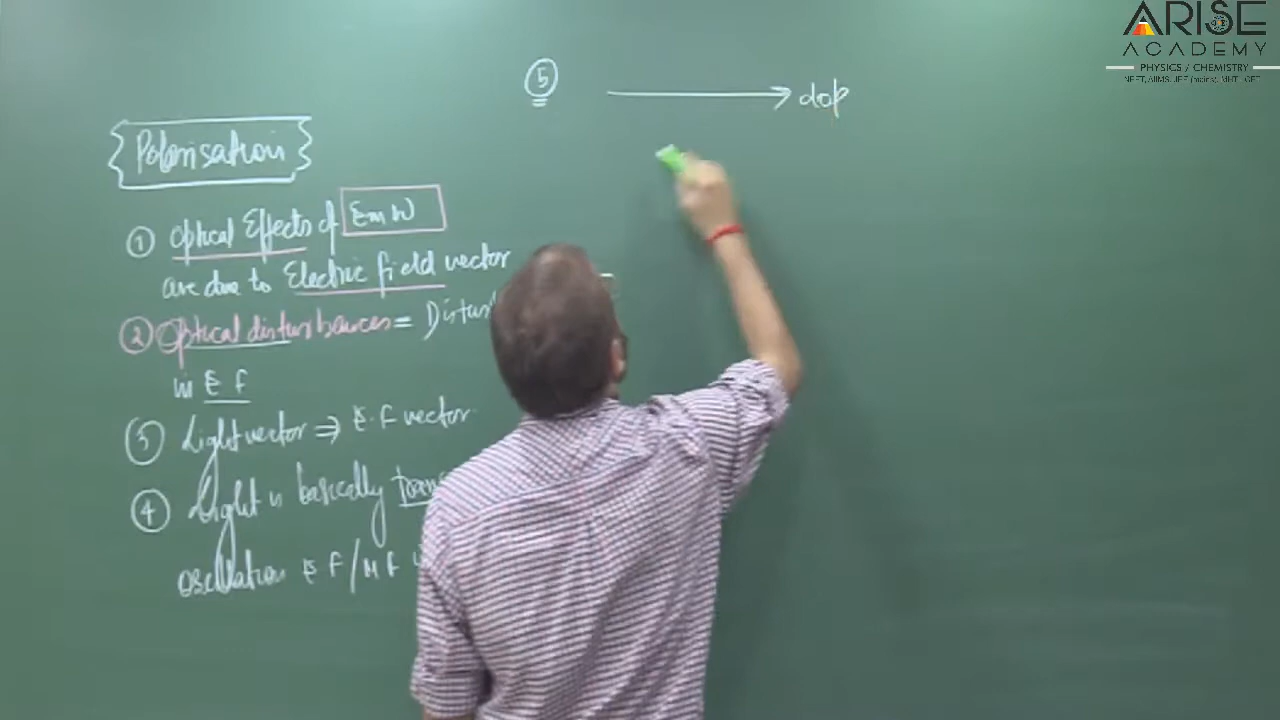 Polarisation
① Optical Effects of EmW
are due to Electric field vector
② Optical disturbances =
in E F
③ Light vector ⇒ E.F vector
④ Light is basically
oscillation E F/M F
⑤ → dop
ARISE
ACADEMY
PHYSICS / CHEMISTRY